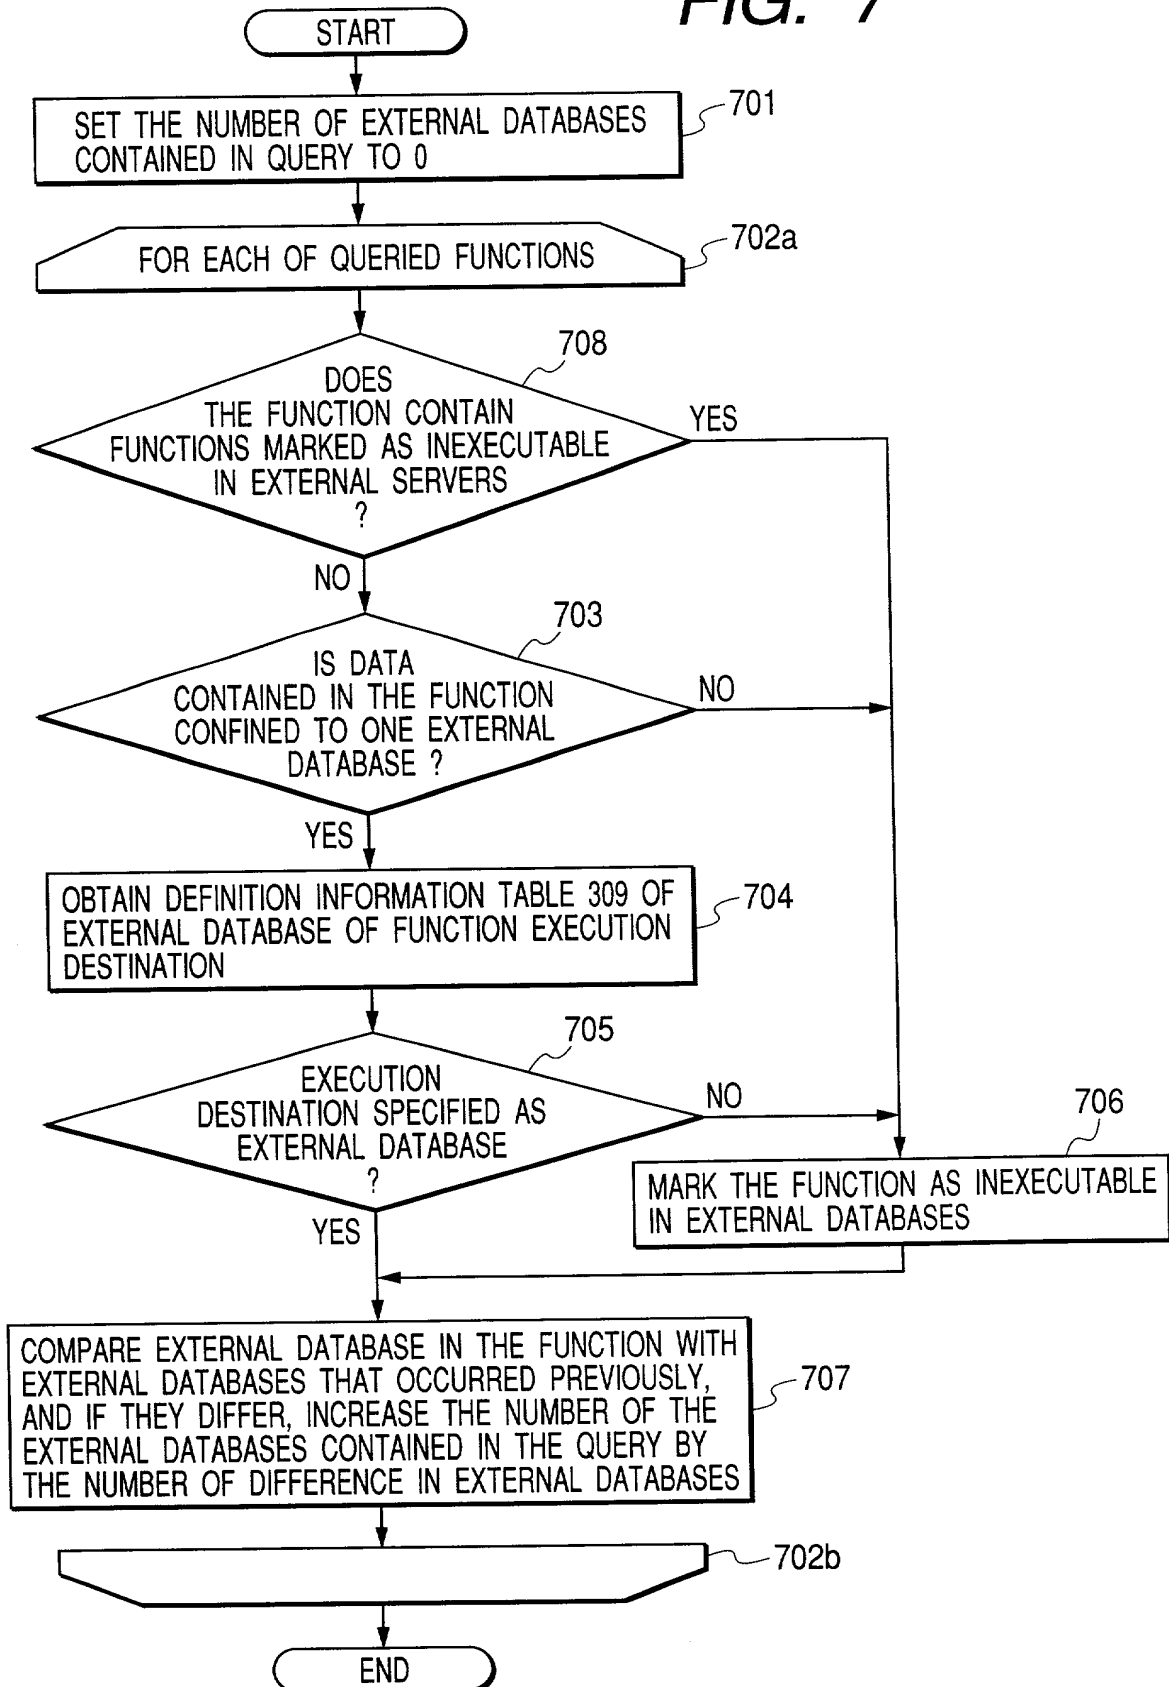 FIG. 7
START
SET THE NUMBER OF EXTERNAL DATABASES
CONTAINED IN QUERY TO 0
701
FOR EACH OF QUERIED FUNCTIONS
702a
708
DOES
THE FUNCTION CONTAIN
FUNCTIONS MARKED AS INEXECUTABLE
IN EXTERNAL SERVERS
?
YES
NO
703
IS DATA
CONTAINED IN THE FUNCTION
CONFINED TO ONE EXTERNAL
DATABASE ?
NO
YES
OBTAIN DEFINITION INFORMATION TABLE 309 OF
EXTERNAL DATABASE OF FUNCTION EXECUTION
DESTINATION
704
705
EXECUTION
DESTINATION SPECIFIED AS
EXTERNAL DATABASE
?
NO
YES
706
MARK THE FUNCTION AS INEXECUTABLE
IN EXTERNAL DATABASES
COMPARE EXTERNAL DATABASE IN THE FUNCTION WITH
EXTERNAL DATABASES THAT OCCURRED PREVIOUSLY,
AND IF THEY DIFFER, INCREASE THE NUMBER OF THE
EXTERNAL DATABASES CONTAINED IN THE QUERY BY
THE NUMBER OF DIFFERENCE IN EXTERNAL DATABASES
707
702b
END